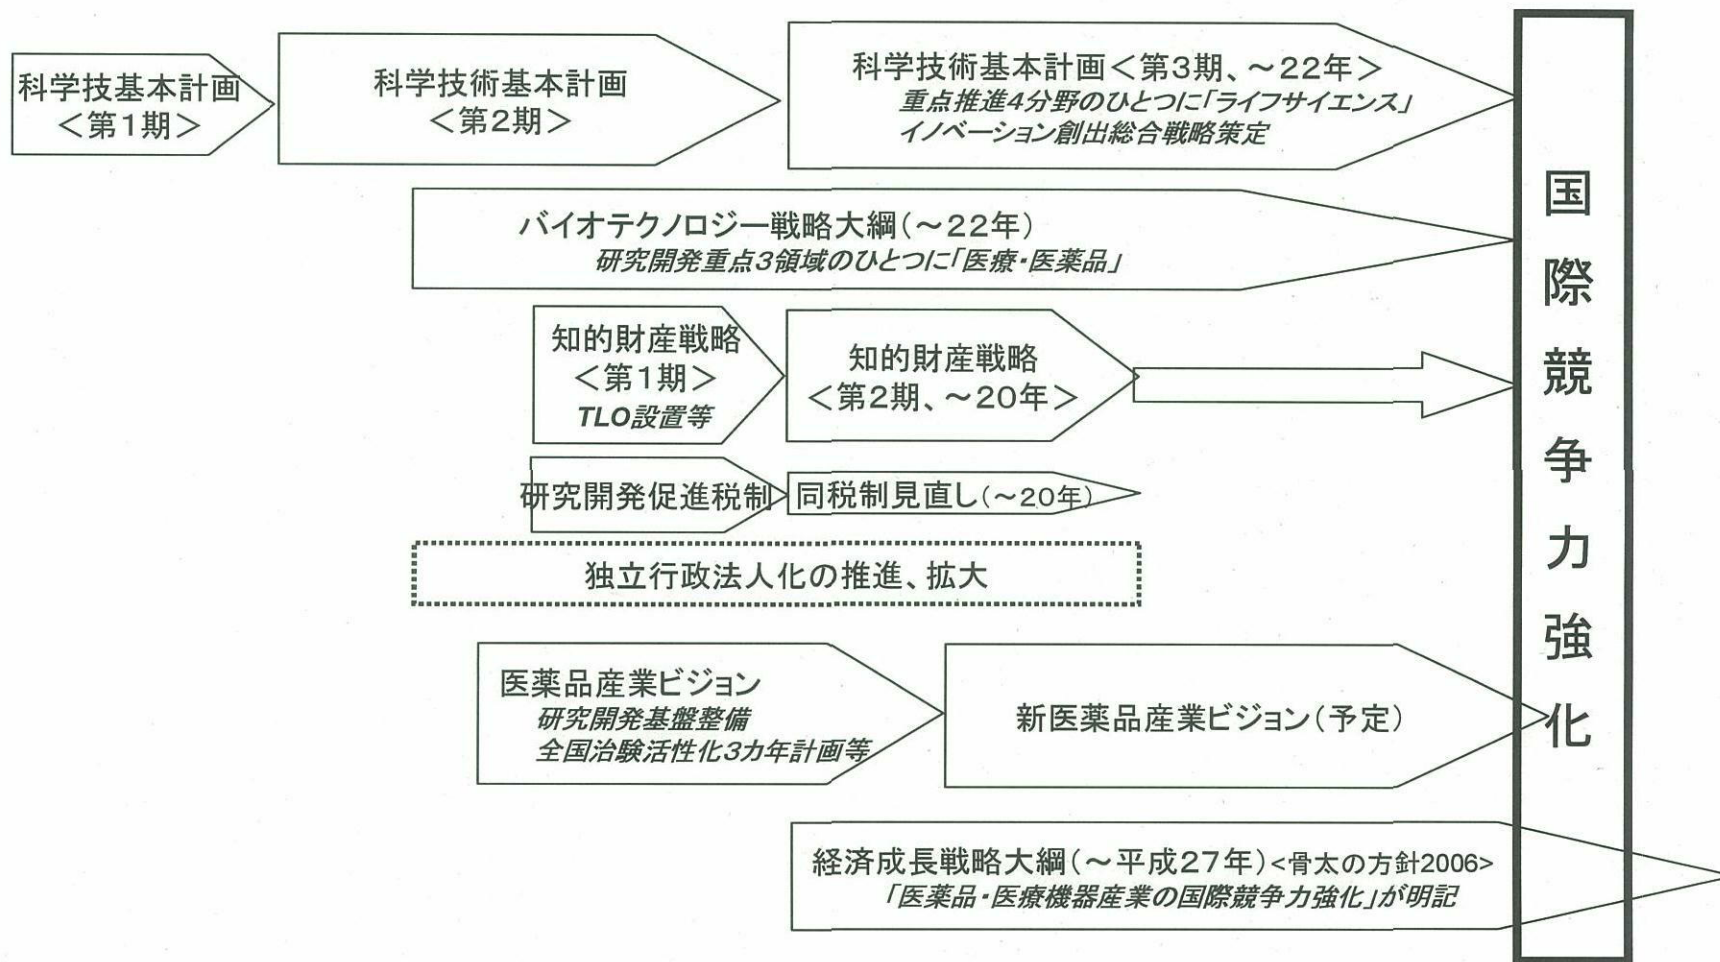 科学技基本計画
＜第1期＞
科学技術基本計画
＜第2期＞
科学技術基本計画＜第3期、～22年＞
重点推進4分野のひとつに「ライフサイエンス」
イノベーション創出総合戦略策定
バイオテクノロジー戦略大綱(～22年)
研究開発重点3領域のひとつに「医療・医薬品」
知的財産戦略
＜第1期＞
TLO設置等
知的財産戦略
＜第2期、～20年＞
研究開発促進税制
同税制見直し(～20年)
独立行政法人化の推進、拡大
医薬品産業ビジョン
研究開発基盤整備
全国治験活性化3カ年計画等
新医薬品産業ビジョン(予定)
経済成長戦略大綱(～平成27年)<骨太の方針2006>
「医薬品・医療機器産業の国際競争力強化」が明記
国際競争力強化